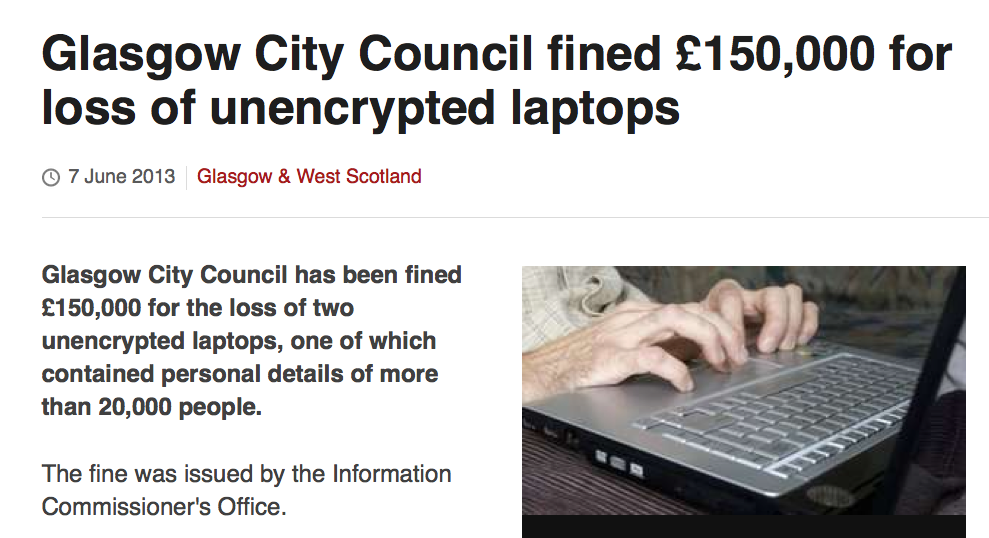 Glasgow City Council fined £150,000 for
loss of unencrypted laptops
7 June 2013
Glasgow & West Scotland
Glasgow City Council has been fined
£150,000 for the loss of two
unencrypted laptops, one of which
contained personal details of more
than 20,000 people.
The fine was issued by the Information
Commissioner's Office.